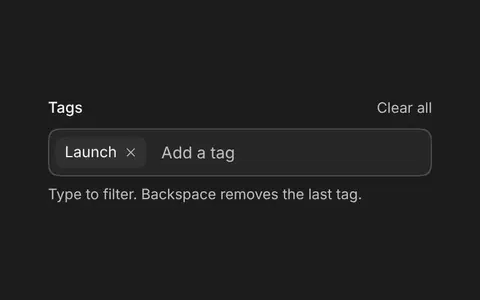 Tags
Clear all
Launch
Add a tag
Type to filter. Backspace removes the last tag.